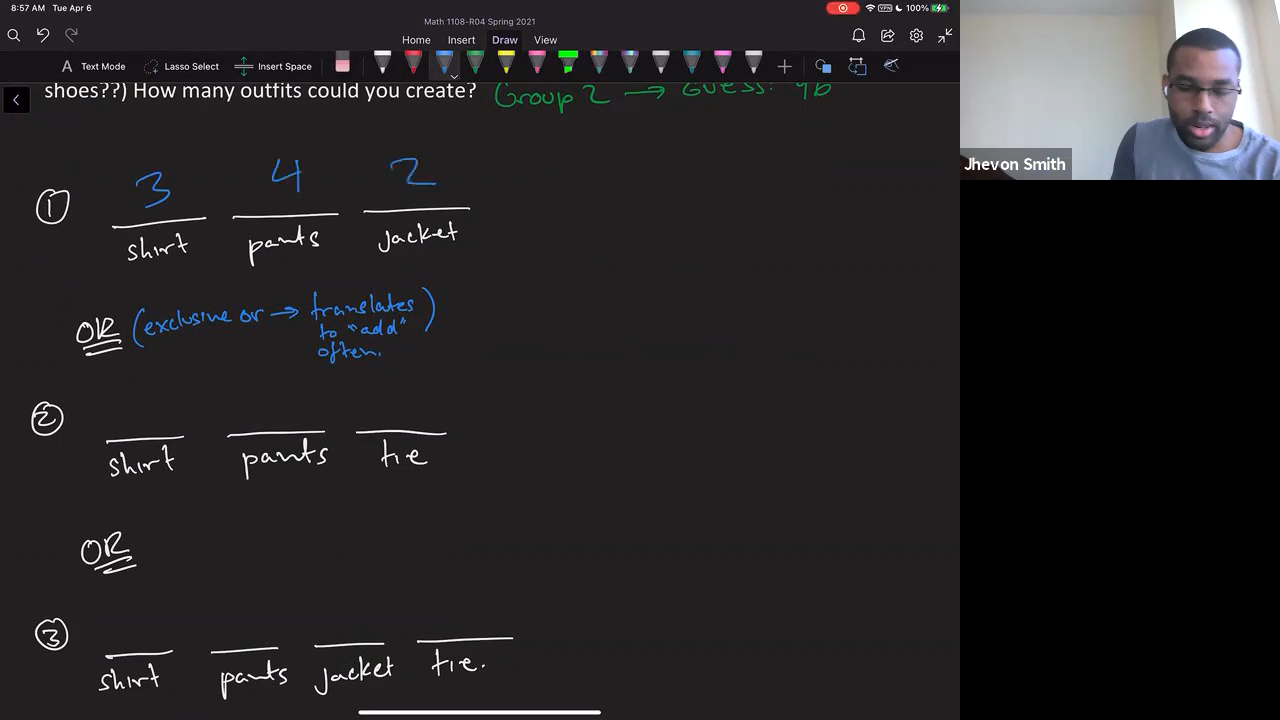 8:57 AM Tue Apr 6
VPN 100%
Math 1108-R04 Spring 2021
Home Insert Draw View
A Text Mode Lasso Select Insert Space
shoes??) How many outfits could you create? Group 2 → Guess:
① 3 4 2
shirt pants jacket
OR (exclusive or → translates
to "add"
often.)
②
shirt pants tie
OR
③
shirt pants jacket tie.
Jhevon Smith